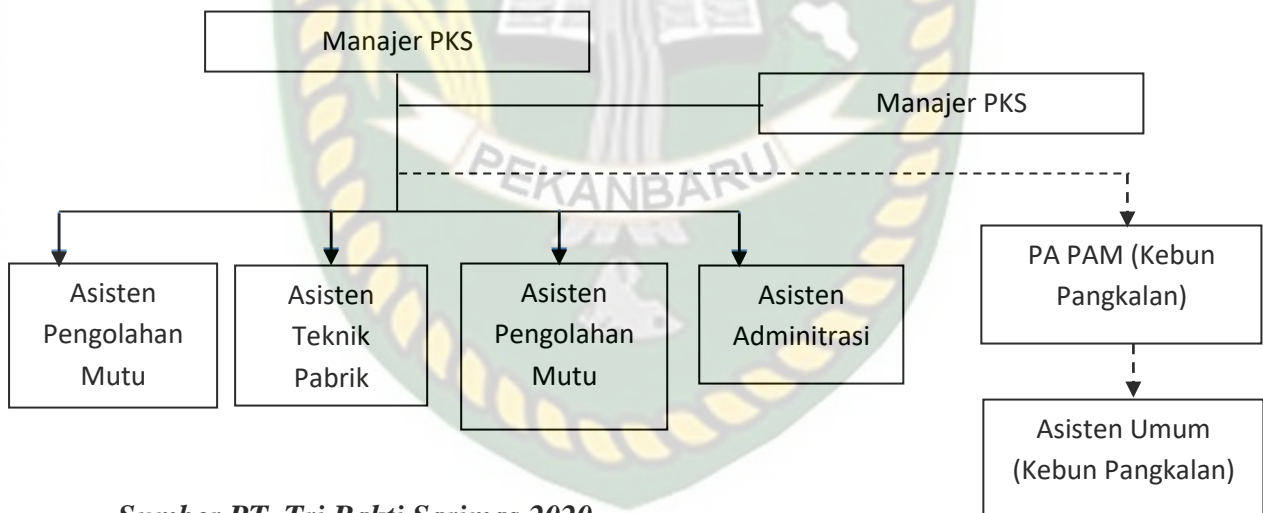 Manajer PKS
Manajer PKS
PEKANBARU
PA PAM (Kebun
Pangkalan)
Asisten
Pengolahan
Mutu
Asisten
Teknik
Pabrik
Asisten
Pengolahan
Mutu
Asisten
Adminitrasi
Asisten Umum
(Kebun Pangkalan)
Sumber PT. Tri Bakti Sarimas 2020